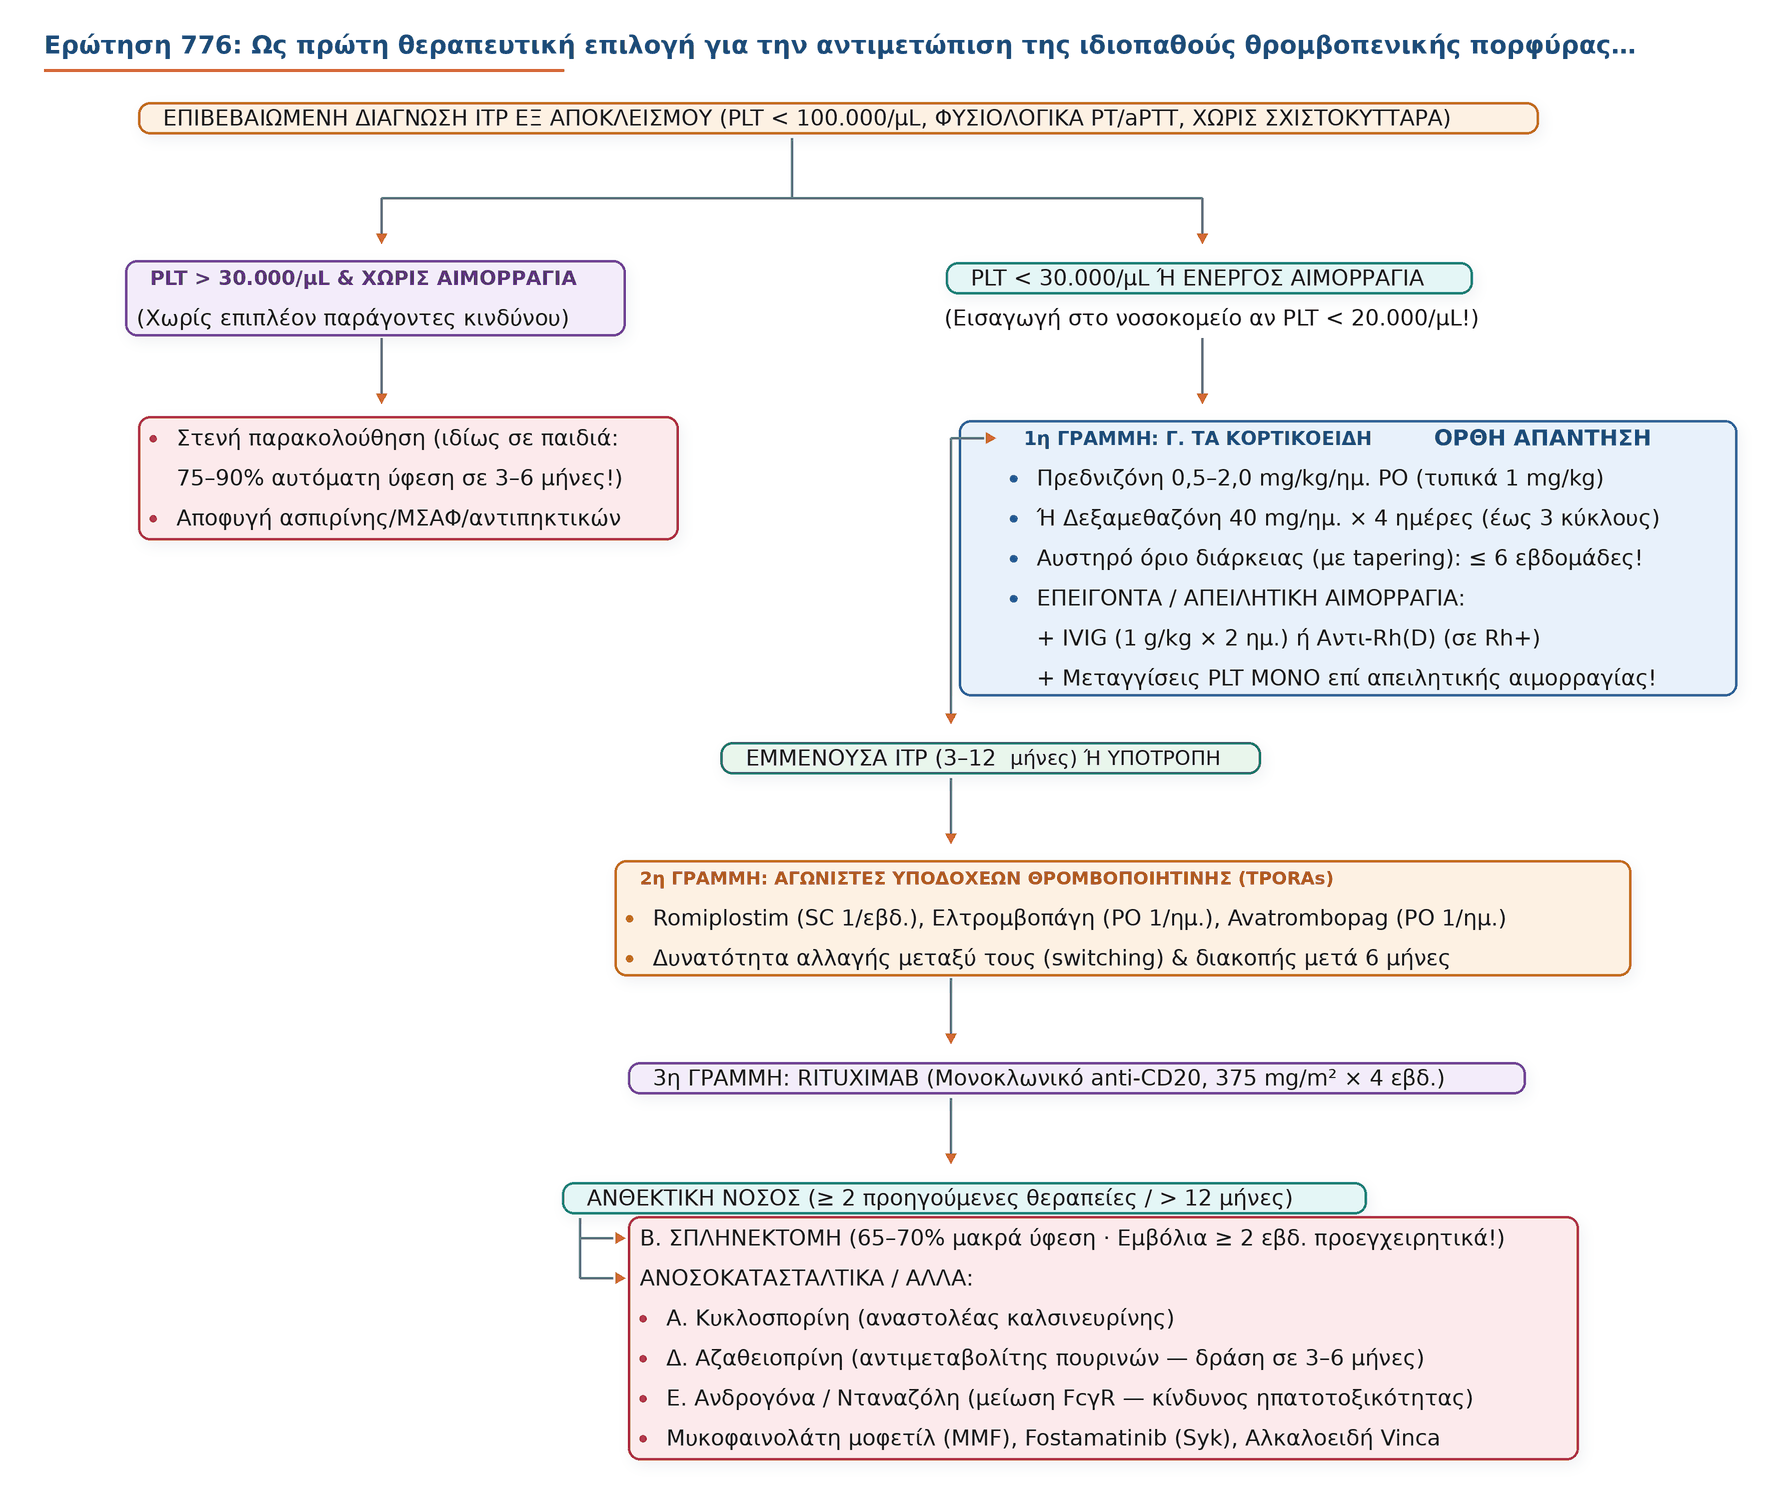 Ερώτηση 776: Ως πρώτη θεραπευτική επιλογή για την αντιμετώπιση της ιδιοπαθούς θρομβοπενικής πορφύρας…
ΕΠΙΒΕΒΑΙΩΜΕΝΗ ΔΙΑΓΝΩΣΗ ITP ΕΞ ΑΠΟΚΛΕΙΣΜΟΥ (PLT < 100.000/μL, ΦΥΣΙΟΛΟΓΙΚΑ PT/aPTT, ΧΩΡΙΣ ΣΧΙΣΤΟΚΥΤΤΑΡΑ)
PLT > 30.000/μL & ΧΩΡΙΣ ΑΙΜΟΡΡΑΓΙΑ
(Χωρίς επιπλέον παράγοντες κινδύνου)
PLT < 30.000/μL Ή ΕΝΕΡΓΟΣ ΑΙΜΟΡΡΑΓΙΑ
(Εισαγωγή στο νοσοκομείο αν PLT < 20.000/μL!)
• Στενή παρακολούθηση (ιδίως σε παιδιά:
75–90% αυτόματη ύφεση σε 3–6 μήνες!)
• Αποφυγή ασπιρίνης/ΜΣΑΦ/αντιπηκτικών
1η ΓΡΑΜΜΗ: Γ. ΤΑ ΚΟΡΤΙΚΟΕΙΔΗ ΟΡΘΗ ΑΠΑΝΤΗΣΗ
• Πρεδνιζόνη 0,5–2,0 mg/kg/ημ. PO (τυπικά 1 mg/kg)
• Ή Δεξαμεθαζόνη 40 mg/ημ. × 4 ημέρες (έως 3 κύκλους)
• Αυστηρό όριο διάρκειας (με tapering): ≤ 6 εβδομάδες!
• ΕΠΕΙΓΟΝΤΑ / ΑΠΕΙΛΗΤΙΚΗ ΑΙΜΟΡΡΑΓΙΑ:
+ IVIG (1 g/kg × 2 ημ.) ή Αντι-Rh(D) (σε Rh+)
+ Μεταγγίσεις PLT ΜΟΝΟ επί απειλητικής αιμορραγίας!
ΕΜΜΕΝΟΥΣΑ ITP (3–12 μήνες) Ή ΥΠΟΤΡΟΠΗ
2η ΓΡΑΜΜΗ: ΑΓΩΝΙΣΤΕΣ ΥΠΟΔΟΧΕΩΝ ΘΡΟΜΒΟΠΟΙΗΤΙΝΗΣ (TPORAs)
• Romiplostim (SC 1/εβδ.), Ελτρομβοπάγη (PO 1/ημ.), Avatrombopag (PO 1/ημ.)
• Δυνατότητα αλλαγής μεταξύ τους (switching) & διακοπής μετά 6 μήνες
3η ΓΡΑΜΜΗ: RITUXIMAB (Μονοκλωνικό anti-CD20, 375 mg/m² × 4 εβδ.)
ΑΝΘΕΚΤΙΚΗ ΝΟΣΟΣ (≥ 2 προηγούμενες θεραπείες / > 12 μήνες)
Β. ΣΠΛΗΝΕΚΤΟΜΗ (65–70% μακρά ύφεση · Εμβόλια ≥ 2 εβδ. προεγχειρητικά!)
ΑΝΟΣΟΚΑΤΑΣΤΑΛΤΙΚΑ / ΑΛΛΑ:
• Α. Κυκλοσπορίνη (αναστολέας καλσινευρίνης)
• Δ. Αζαθειοπρίνη (αντιμεταβολίτης πουρινών — δράση σε 3–6 μήνες)
• Ε. Ανδρογόνα / Νταναζόλη (μείωση FcγR — κίνδυνος ηπατοτοξικότητας)
• Μυκοφαινολάτη μοφετίλ (MMF), Fostamatinib (Syk), Αλκαλοειδή Vinca